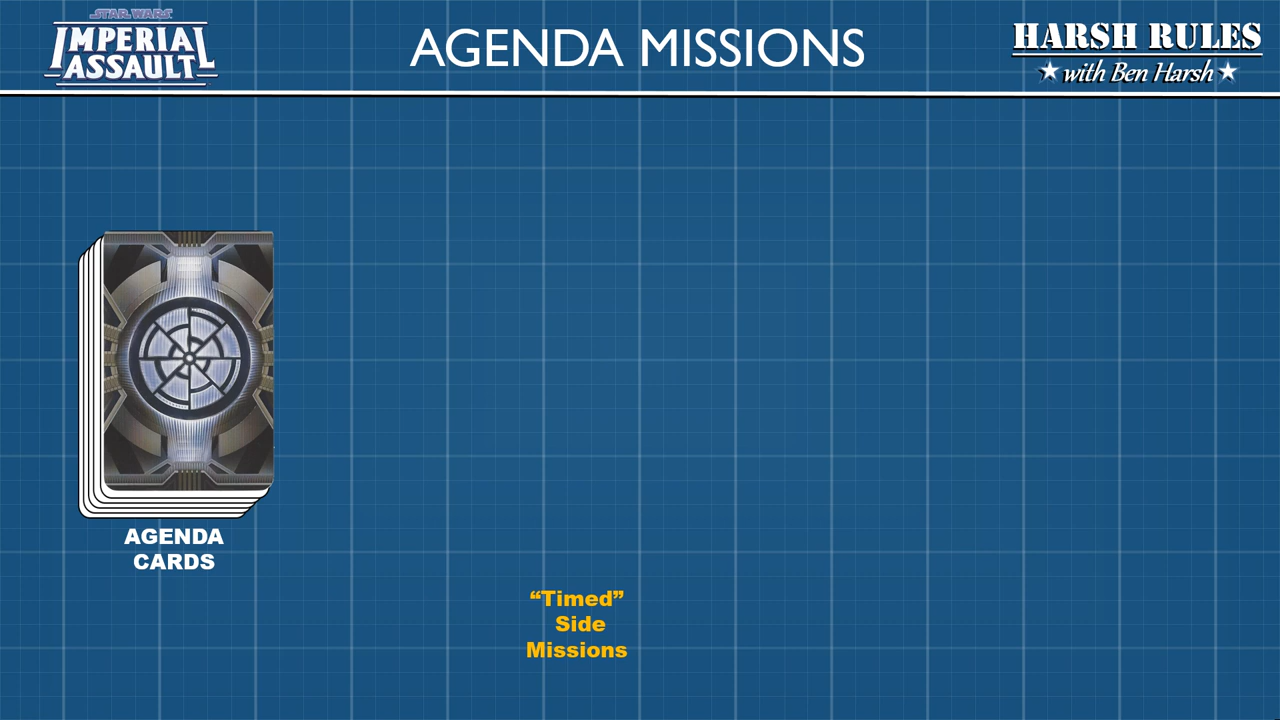 STAR WARS
IMPERIAL
ASSAULT
AGENDA MISSIONS
HARSH RULES
with Ben Harsh
AGENDA
CARDS
“Timed”
Side
Missions